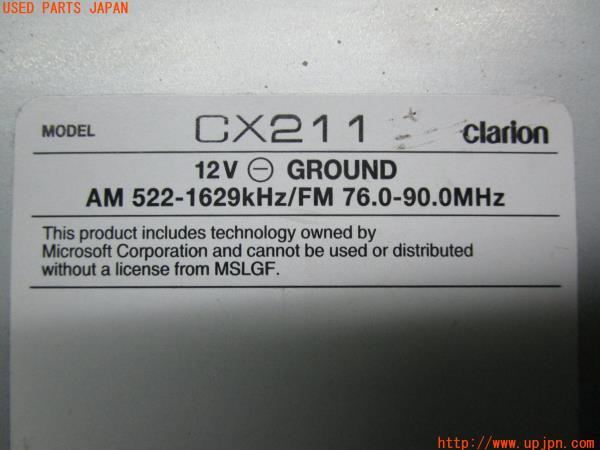 USED PARTS JAPAN
MODEL CX211 clarion
12V ⊖ GROUND
AM 522-1629kHz/FM 76.0-90.0MHz
This product includes technology owned by
Microsoft Corporation and cannot be used or distributed
without a license from MSLGF.
http://www.upjpn.com/